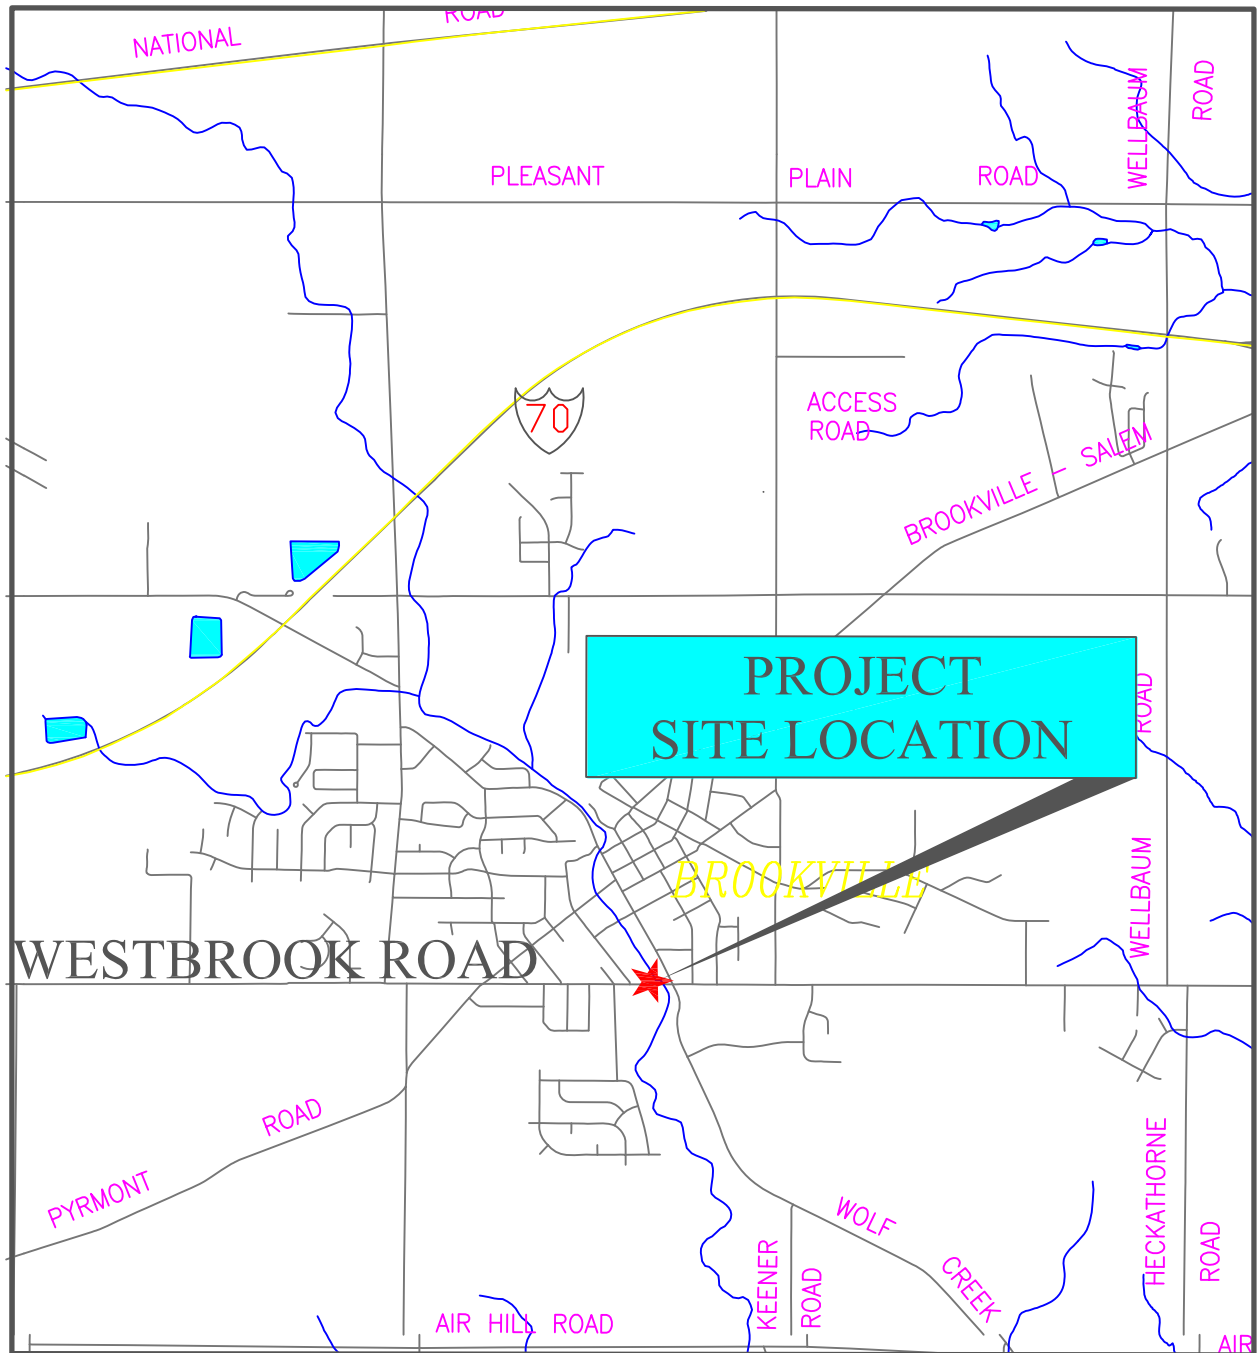 NATIONAL
ROAD
PLEASANT
PLAIN
ROAD
WELLBAUM
ROAD
70
ACCESS
ROAD
BROOKVILLE - SALEM
PROJECT
SITE LOCATION
ROAD
BROOKVILLE
WELLBAUM
WESTBROOK ROAD
ROAD
PYRMONT
WOLF
CREEK
KEENER
ROAD
HECKATHORNE
ROAD
AIR HILL ROAD
AIR